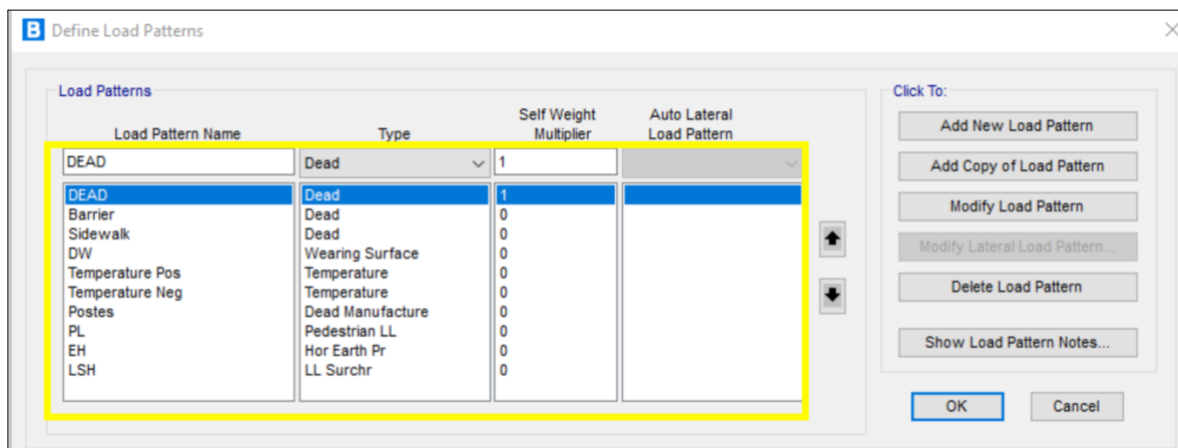 B Define Load Patterns
Load Patterns
Click To:
Load Pattern Name Type Self Weight Multiplier Auto Lateral Load Pattern
DEAD Dead 1
DEAD Dead 1
Barrier Dead 0
Sidewalk Dead 0
DW Wearing Surface 0
Temperature Pos Temperature 0
Temperature Neg Temperature 0
Postes Dead Manufacture 0
PL Pedestrian LL 0
EH Hor Earth Pr 0
LSH LL Surchr 0
Add New Load Pattern
Add Copy of Load Pattern
Modify Load Pattern
Modify Lateral Load Pattern...
Delete Load Pattern
Show Load Pattern Notes...
OK Cancel